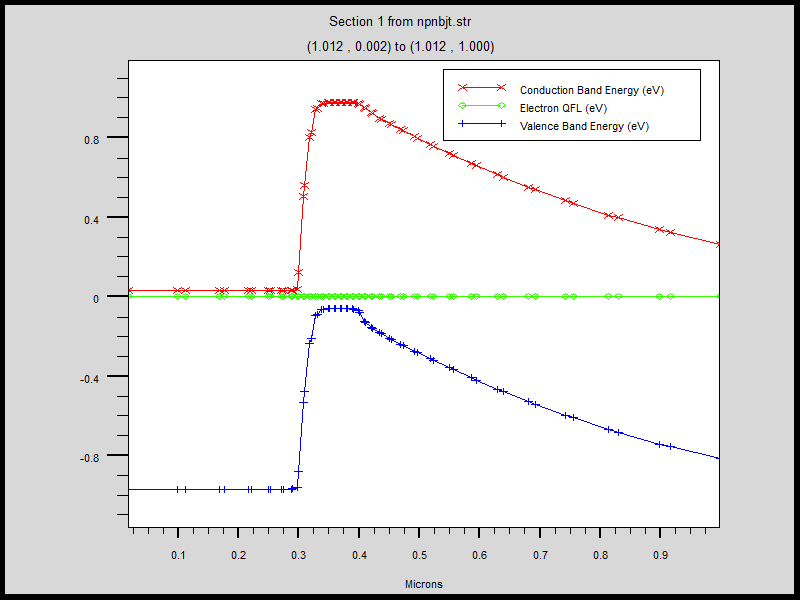 Section 1 from npnbjt.str
(1.012 , 0.002) to (1.012 , 1.000)
Conduction Band Energy (eV)
Electron QFL (eV)
Valence Band Energy (eV)
0.8
0.4
0
-0.4
-0.8
0.1 0.2 0.3 0.4 0.5 0.6 0.7 0.8 0.9
Microns